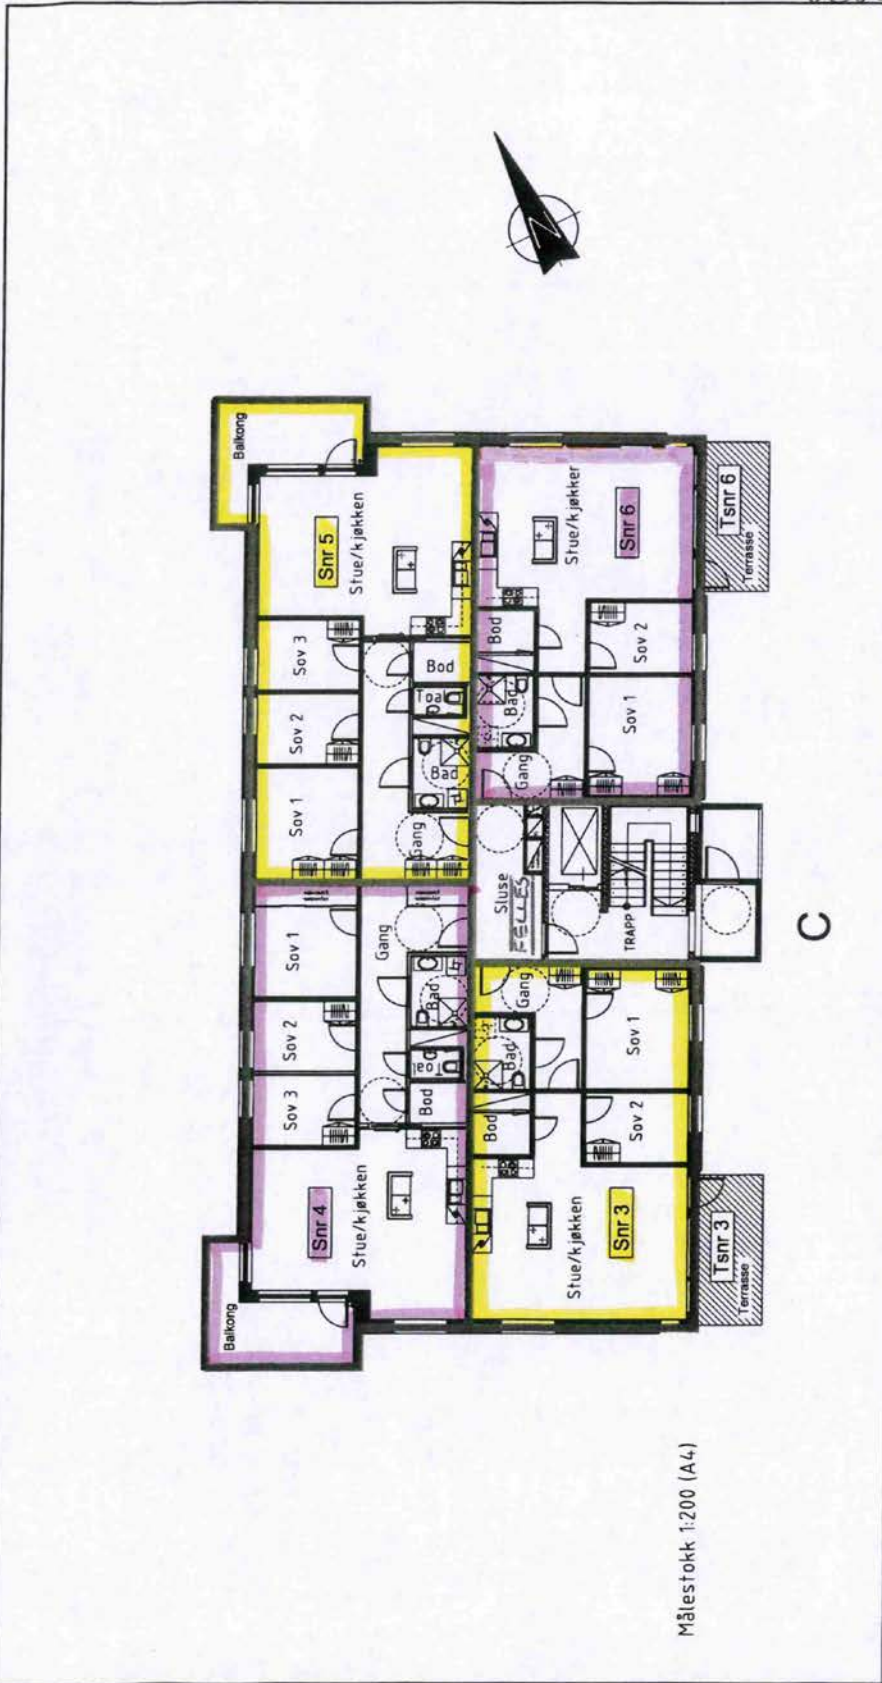 Balkong
Snr 4
Stue/kjøkken
Sov 3
Sov 2
Sov 1
Gang
Bod
Toal
Bad
Sov 1
Sov 2
Sov 3
Gang
Bad
Toal
Bod
Snr 5
Stue/kjøkken
Balkong
Stue/kjøkken
Snr 3
Bod
Bad
Gang
Sov 2
Sov 1
Sluse
FELLES
TRAPP
Gang
Bad
Bod
Sov 1
Sov 2
Stue/kjøkker
Snr 6
Tsnr 3
Terrasse
Tsnr 6
Terrasse
C
N
Målestokk 1:200 (A4)